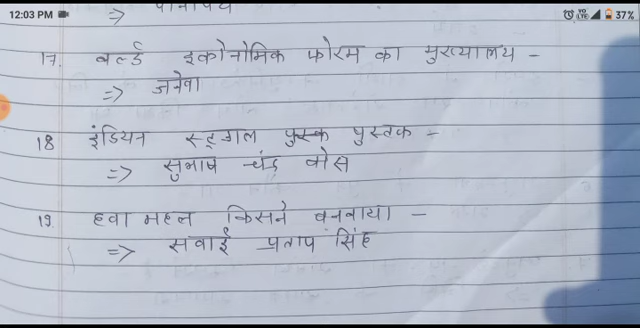 12:03 PM
37%
⇒
17. वर्ल्ड इकोनोमिक फोरम का मुख्यालय -
⇒ जनेवा
18 इंडियन स्ट्रगल पुस्क पुस्तक -
⇒ सुभाष चंद्र बोस
19. हवा महल किसने बनवाया -
⇒ सवाई प्रताप सिंह